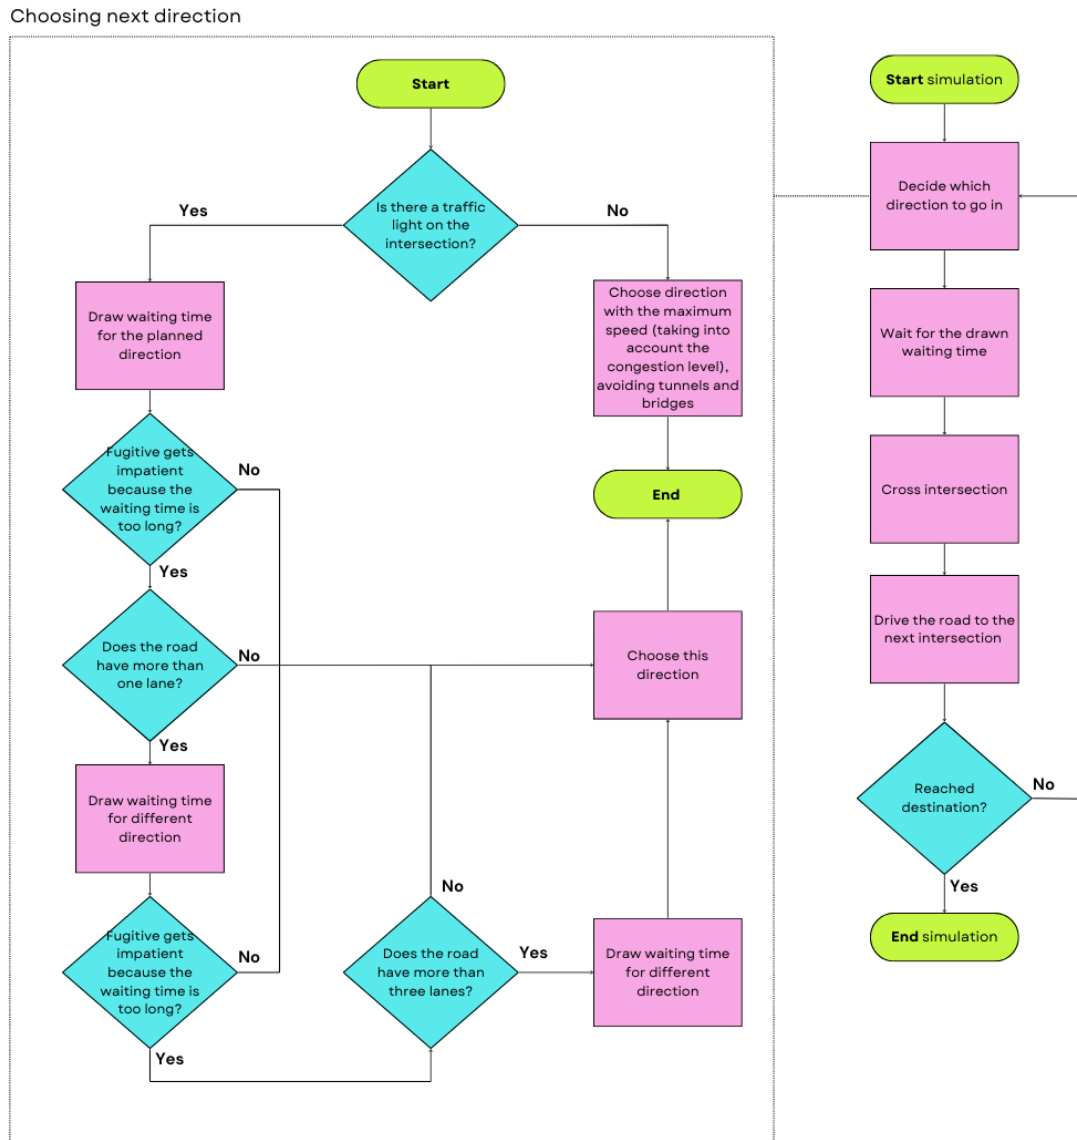 Choosing next direction
Start
Is there a traffic
light on the
intersection?
Yes
No
Draw waiting time
for the planned
direction
Choose direction
with the maximum
speed (taking into
account the
congestion level),
avoiding tunnels and
bridges
Fugitive gets
impatient
because the
waiting time is
too long?
No
Yes
End
Does the road
have more than
one lane?
No
Yes
Choose this
direction
Draw waiting time
for different
direction
Fugitive gets
impatient
because the
waiting time is
too long?
No
Yes
Does the road
have more than
three lanes?
No
Yes
Draw waiting time
for different
direction
Start simulation
Decide which
direction to go in
Wait for the drawn
waiting time
Cross intersection
Drive the road to the
next intersection
Reached
destination?
No
Yes
End simulation